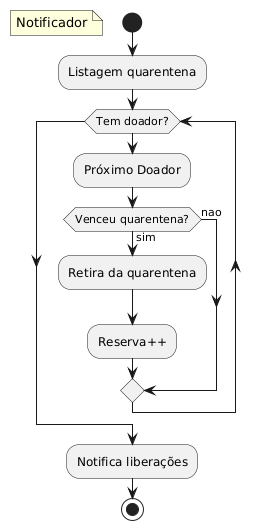 Notificador
Listagem quarentena
Tem doador?
Próximo Doador
Venceu quarentena?
nao
sim
Retira da quarentena
Reserva++
Notifica liberações